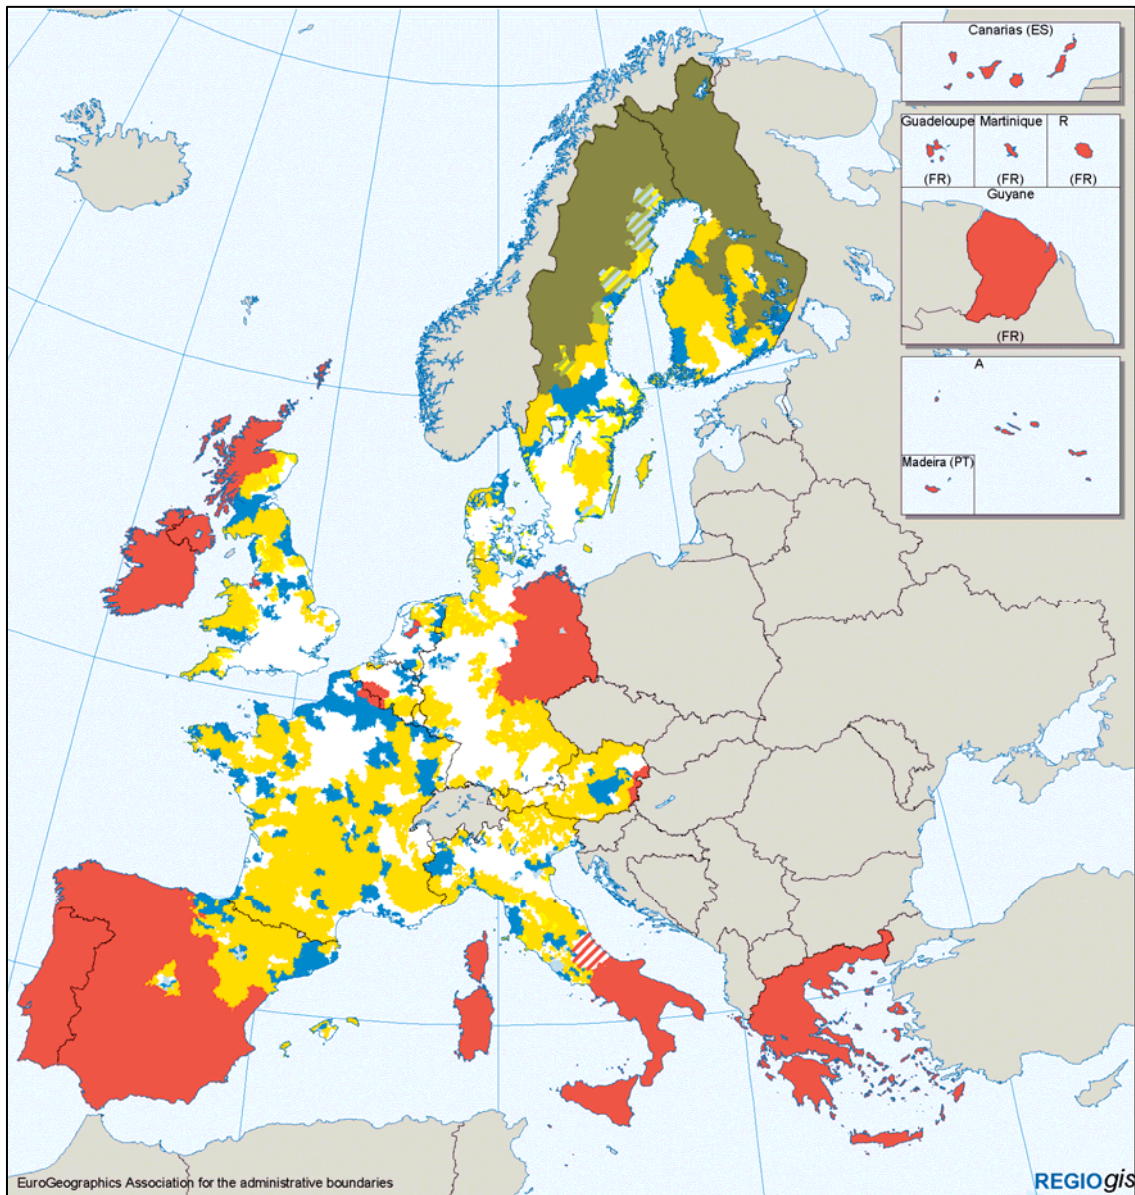 Canarias (ES)
Guadeloupe Martinique R
(FR) (FR) (FR)
Guyane
(FR)
A
Madeira (PT)
EuroGeographics Association for the administrative boundaries
REGIOgis